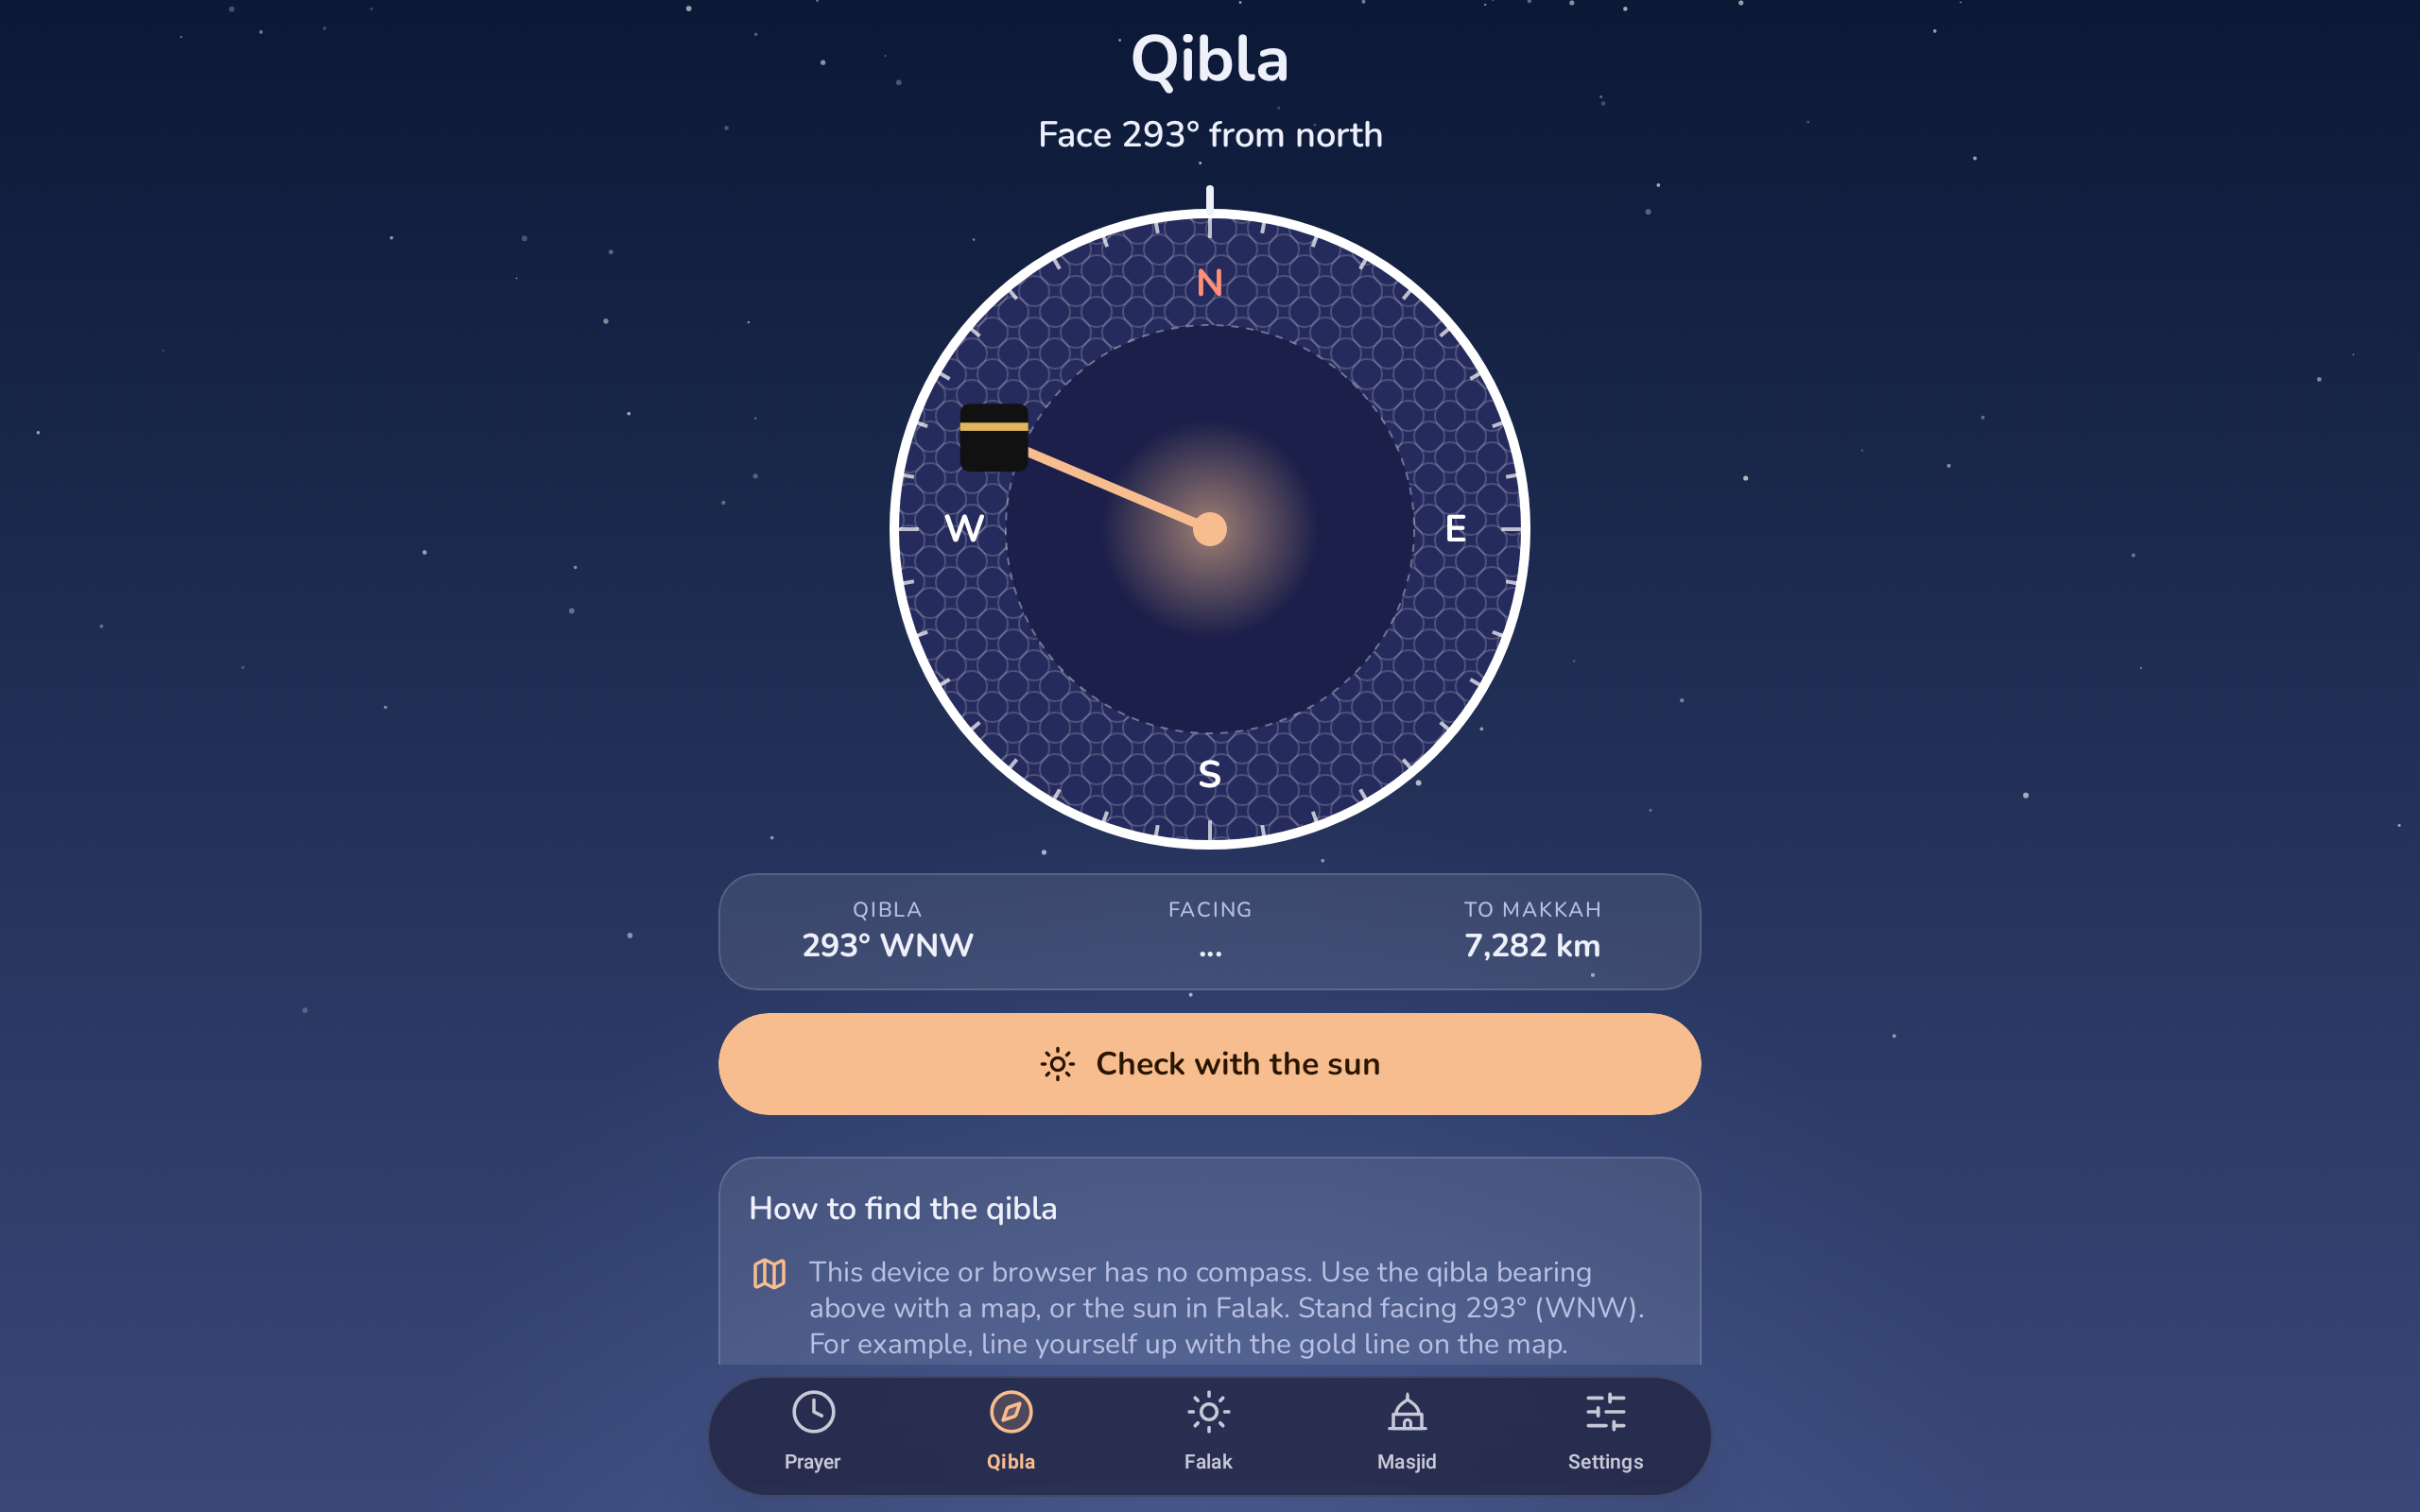 Qibla
Face 293° from north
N
W
E
S
QIBLA
293° WNW
FACING
...
TO MAKKAH
7,282 km
Check with the sun
How to find the qibla
This device or browser has no compass. Use the qibla bearing
above with a map, or the sun in Falak. Stand facing 293° (WNW).
For example, line yourself up with the gold line on the map.
Prayer
Qibla
Falak
Masjid
Settings